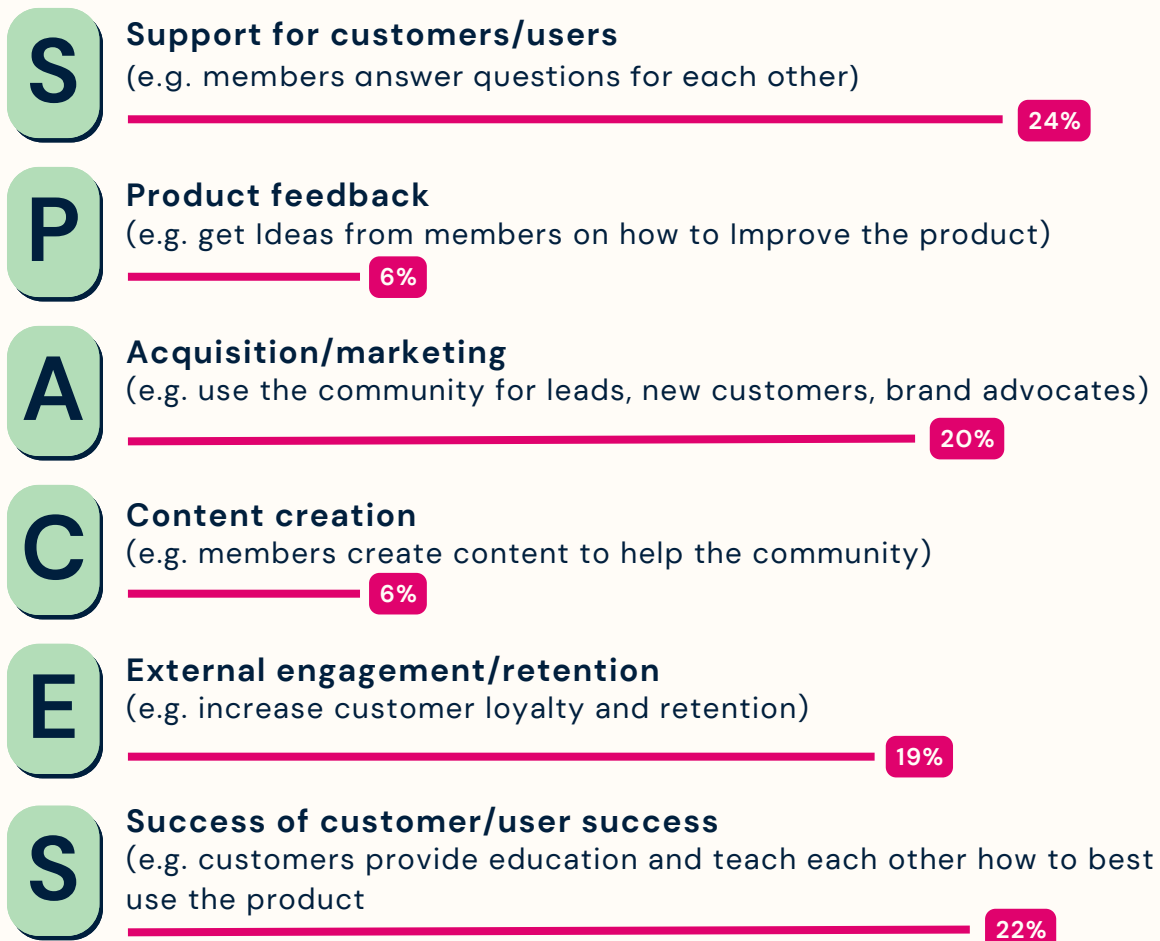 S
Support for customers/users
(e.g. members answer questions for each other)
24%
P
Product feedback
(e.g. get Ideas from members on how to Improve the product)
6%
A
Acquisition/marketing
(e.g. use the community for leads, new customers, brand advocates)
20%
C
Content creation
(e.g. members create content to help the community)
6%
E
External engagement/retention
(e.g. increase customer loyalty and retention)
19%
S
Success of customer/user success
(e.g. customers provide education and teach each other how to best
use the product
22%